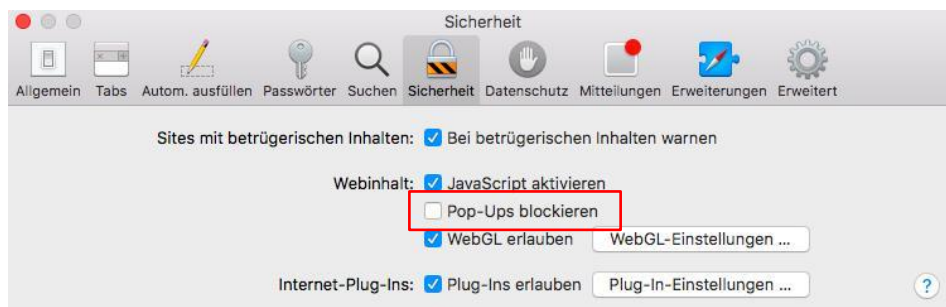 Sicherheit
Allgemein Tabs Autom. ausfüllen Passwörter Suchen Sicherheit Datenschutz Mitteilungen Erweiterungen Erweitert
Sites mit betrügerischen Inhalten: Bei betrügerischen Inhalten warnen
Webinhalt: JavaScript aktivieren
Pop-Ups blockieren
WebGL erlauben WebGL-Einstellungen ...
Internet-Plug-Ins: Plug-Ins erlauben Plug-In-Einstellungen ... ?